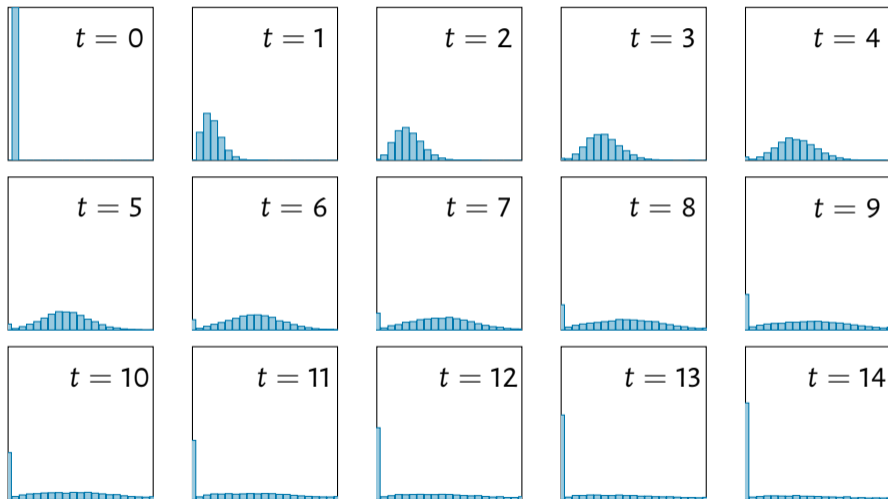 t = 0 t = 1 t = 2 t = 3 t = 4
t = 5 t = 6 t = 7 t = 8 t = 9
t = 10 t = 11 t = 12 t = 13 t = 14